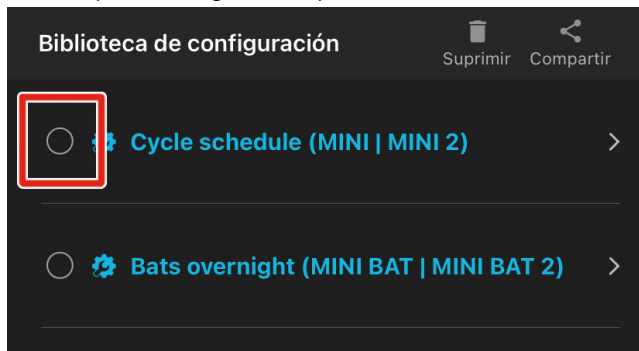 Biblioteca de configuración
Suprimir Compartir
Cycle schedule (MINI | MINI 2)
Bats overnight (MINI BAT | MINI BAT 2)